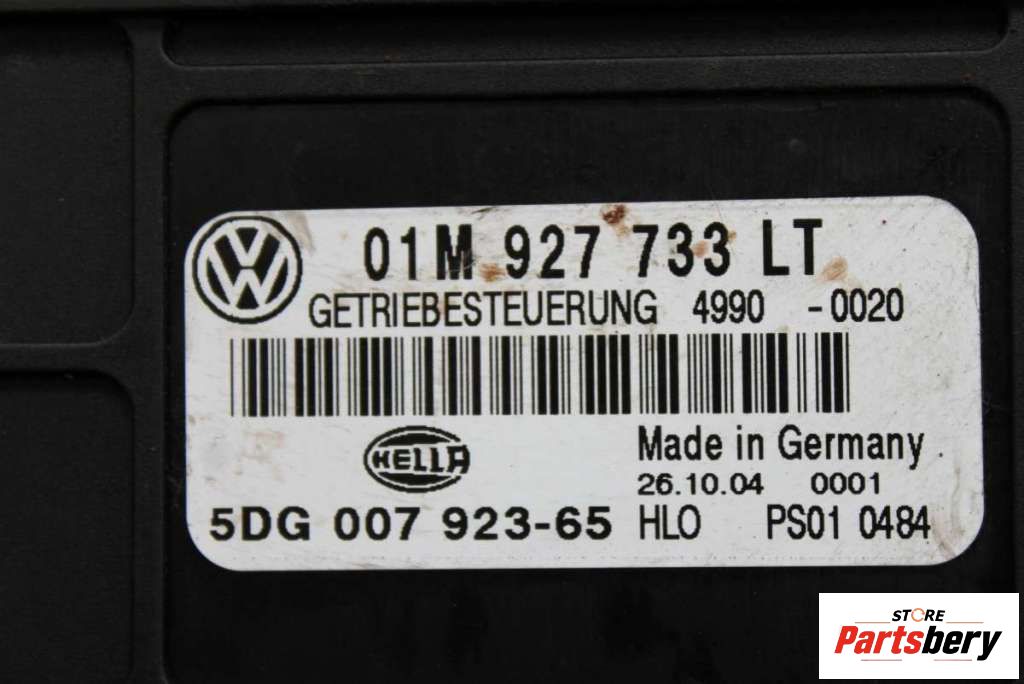 01M 927 733 LT
GETRIEBESTEUERUNG 4990 -0020
HELLA
Made in Germany
26.10.04 0001
5DG 007 923-65 HLO PS01 0484
STORE
Partsbery